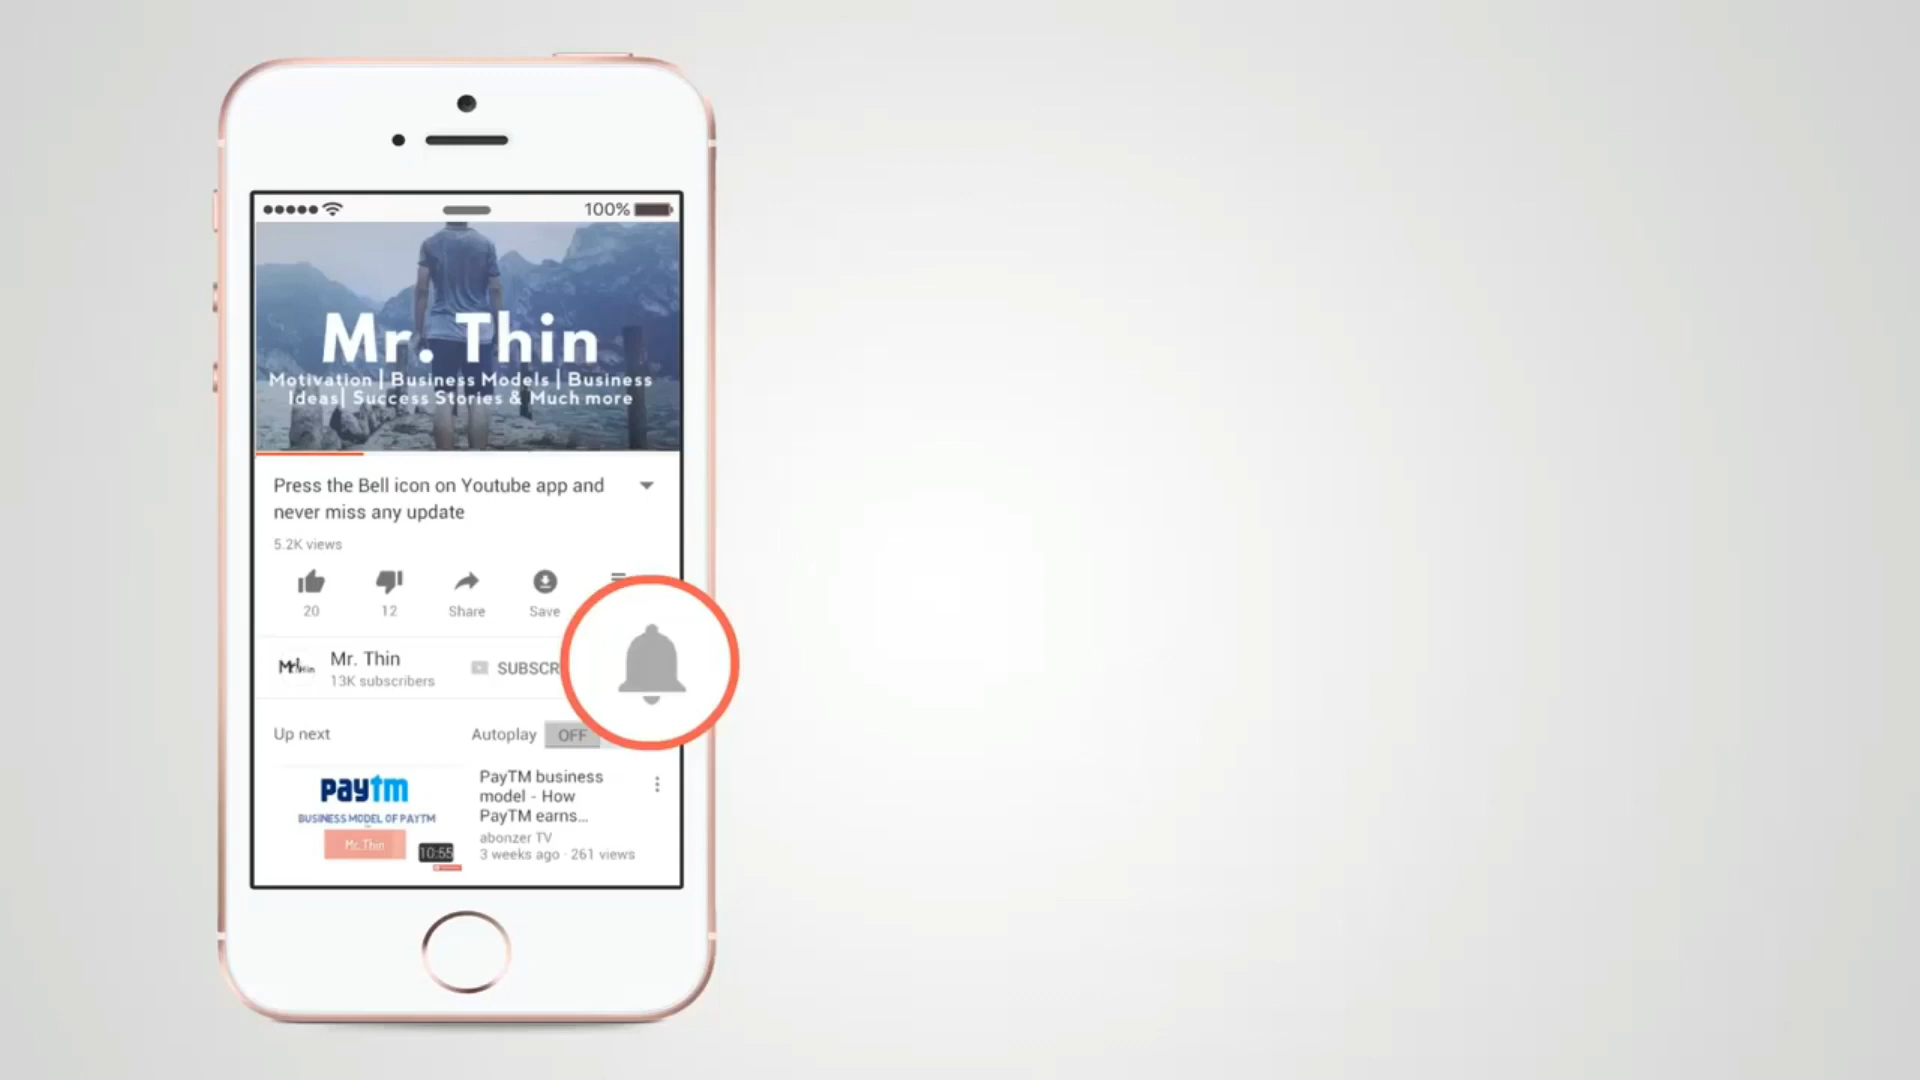 100%
Mr. Thin
Motivation | Business Models | Business
Ideas| Success Stories & Much more
Press the Bell icon on Youtube app and
never miss any update
5.2K views
20
12
Share
Save
Mr. Thin
13K subscribers
SUBSCR
Up next
Autoplay
OFF
paytm
BUSINESS MODEL OF PAYTM
Mr.Thin
10:55
PayTM business
model - How
PayTM earns...
abonzer TV
3 weeks ago · 261 views